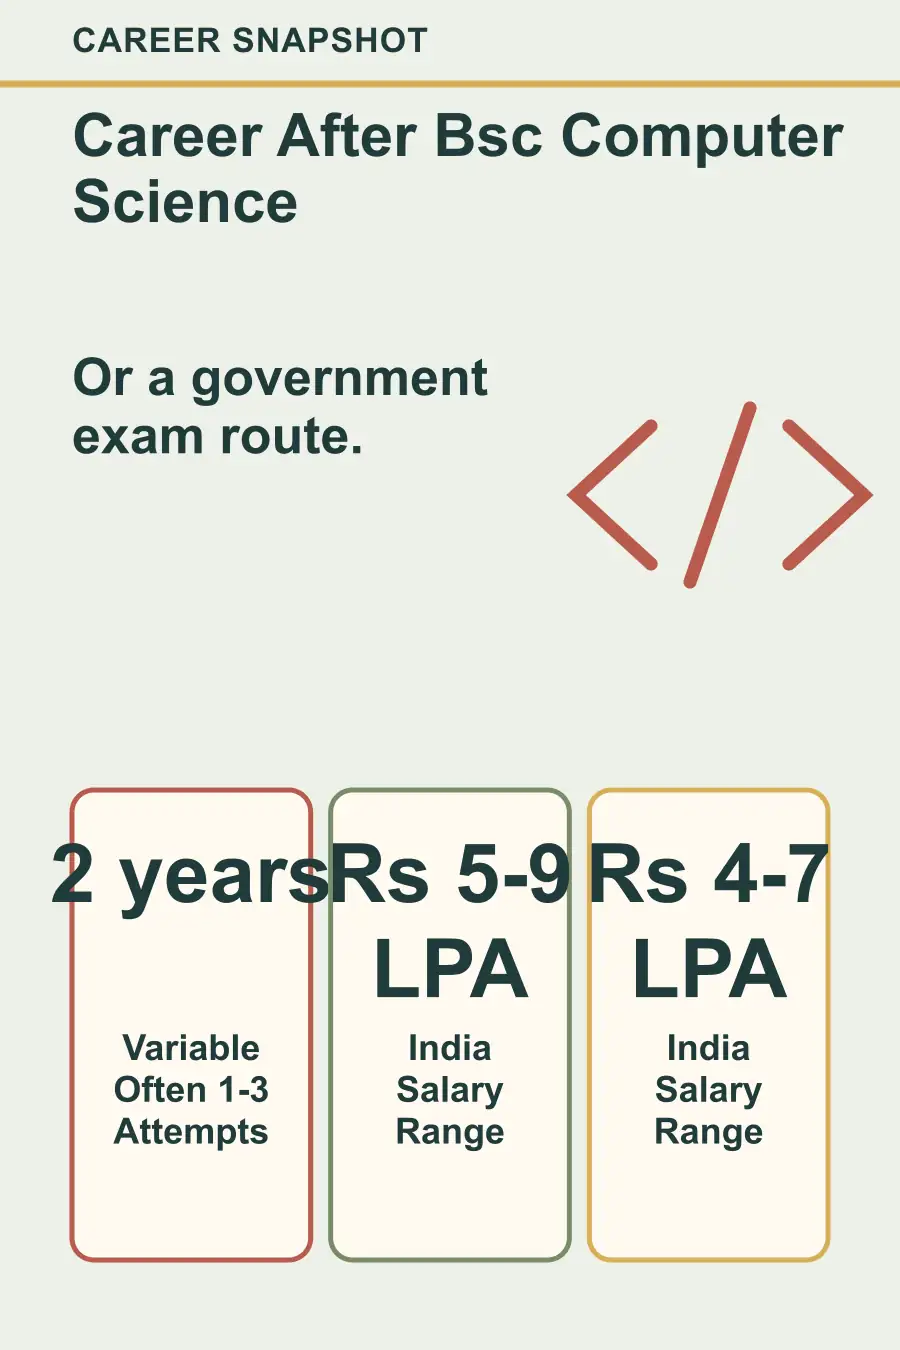 CAREER SNAPSHOT
Career After Bsc Computer
Science
Or a government
exam route.
2 years
Variable
Often 1-3
Attempts
Rs 5-9
LPA
India
Salary
Range
Rs 4-7
LPA
India
Salary
Range